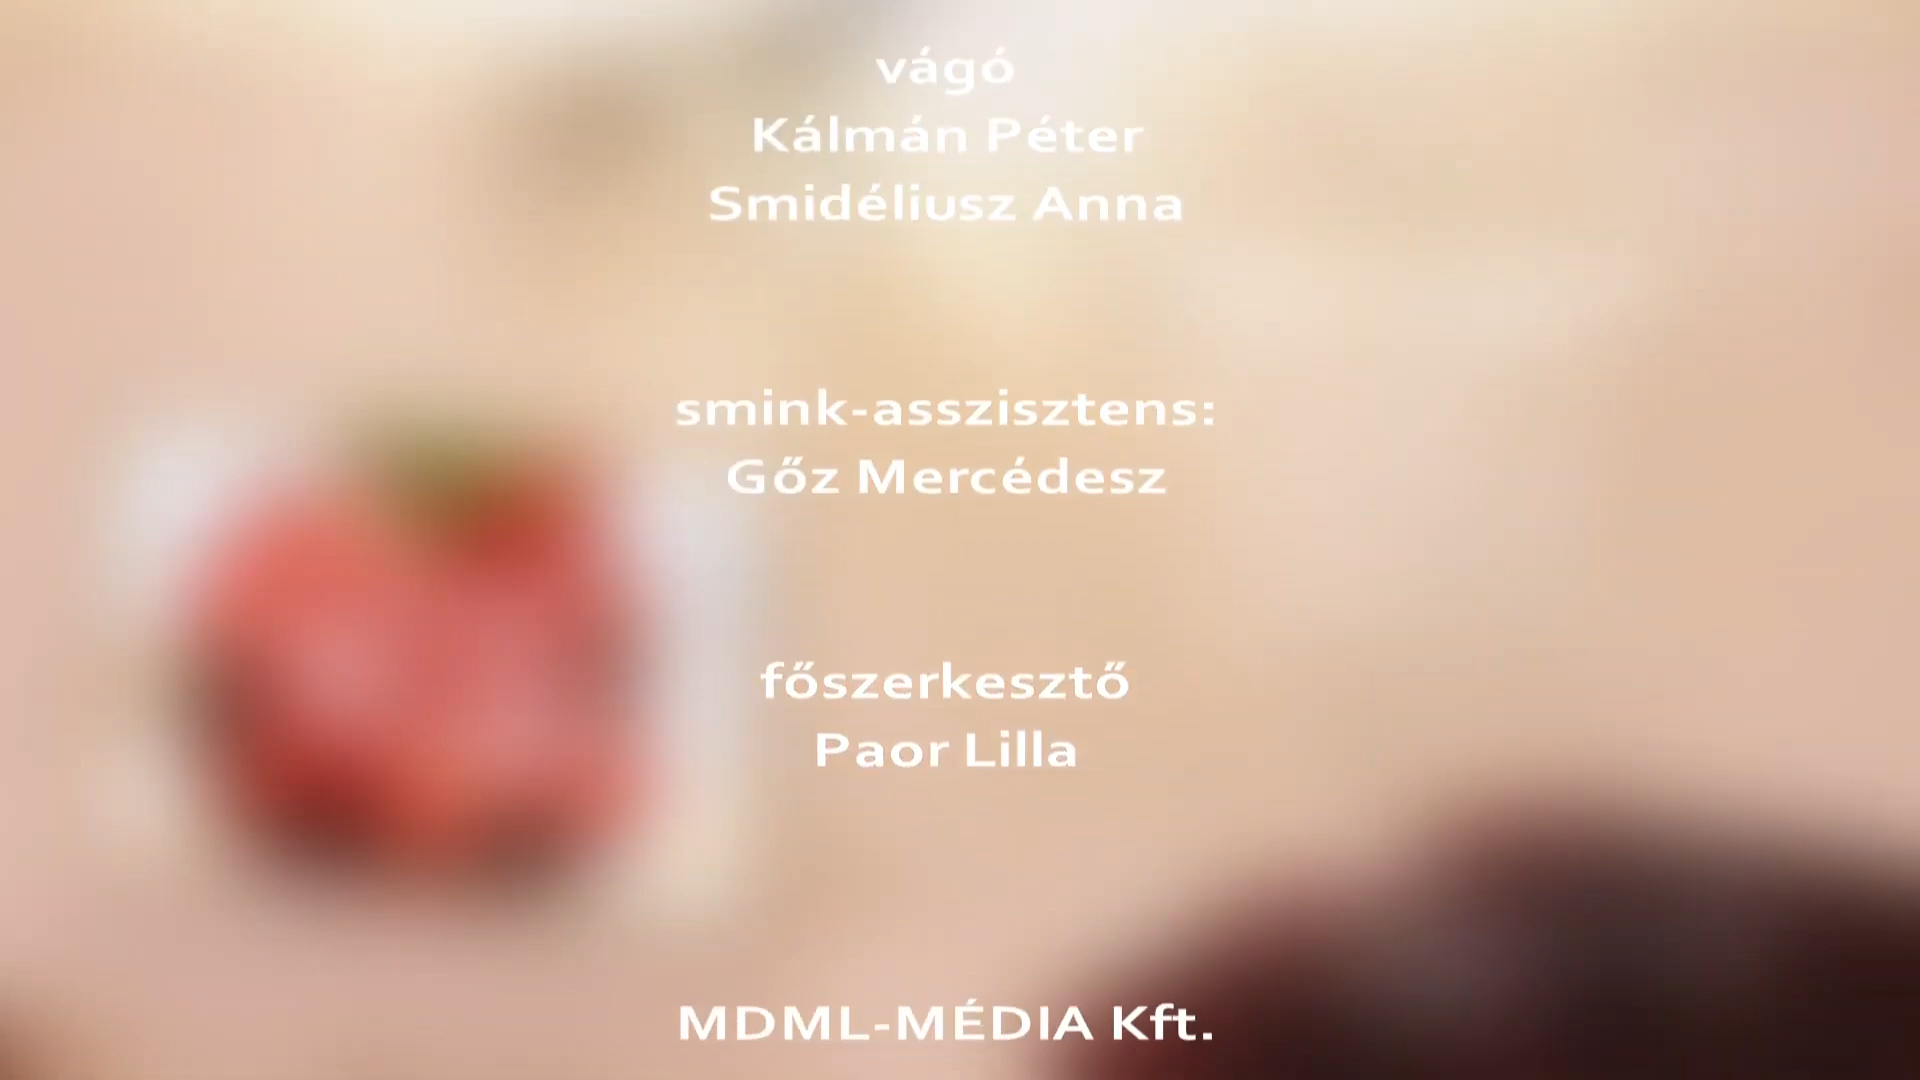 vágó
Kálmán Péter
Smidéliusz Anna
smink-asszisztens:
Gőz Mercédesz
főszerkesztő
Paor Lilla
MDML-MÉDIA Kft.